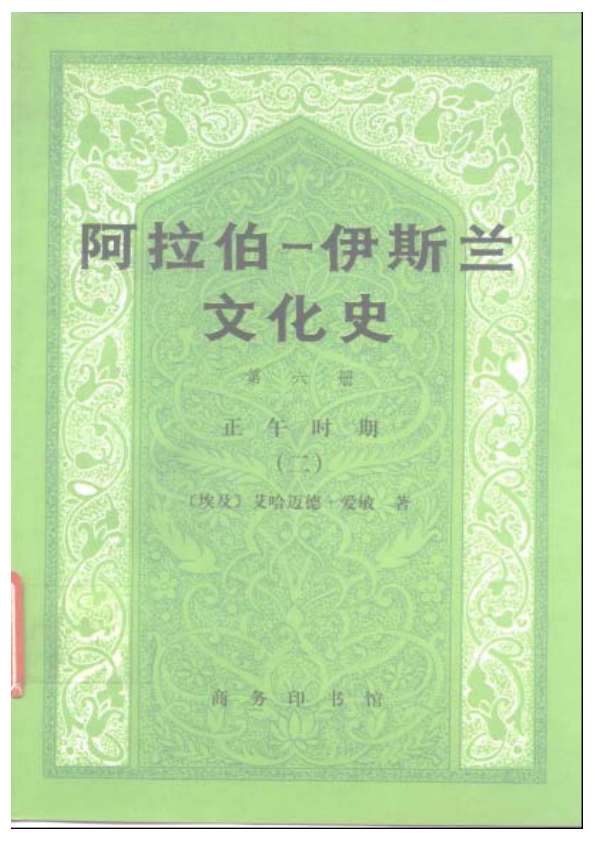 阿拉伯－伊斯兰
文化史
第六册
正午时期
（二）
〔埃及〕艾哈迈德·爱敏 著
商务印书馆